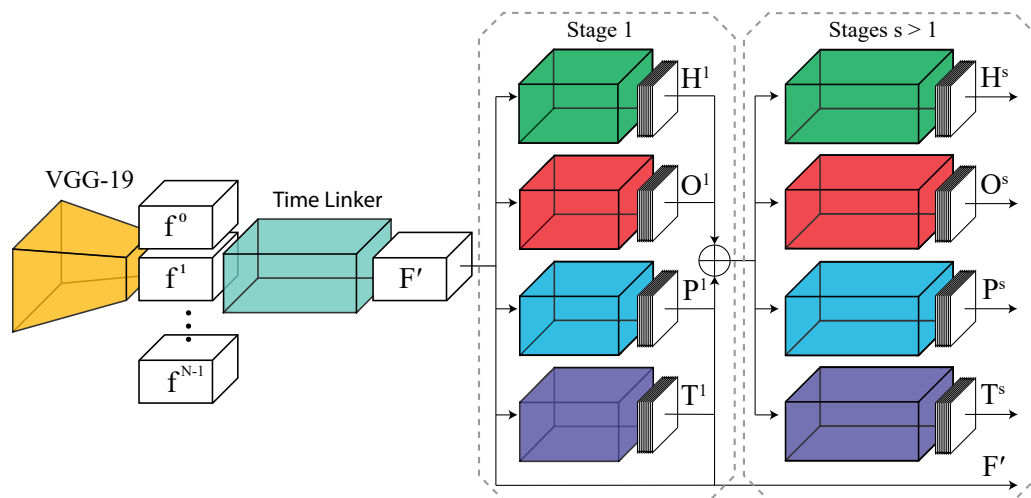 Stage 1
Stages s > 1
H¹
Hˢ
VGG-19
Time Linker
f⁰
O¹
Oˢ
f¹
F′
P¹
Pˢ
fᴺ⁻¹
T¹
Tˢ
F′